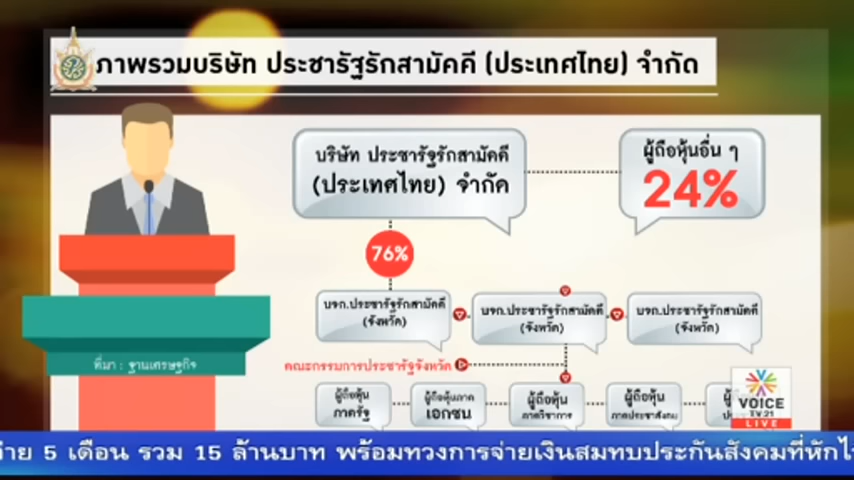 ภาพรวมบริษัท ประชารัฐรักสามัคคี (ประเทศไทย) จำกัด
บริษัท ประชารัฐรักสามัคคี
(ประเทศไทย) จำกัด
ผู้ถือหุ้นอื่น ๆ
24%
76%
บจก.ประชารัฐรักสามัคคี
(จังหวัด)
บจก.ประชารัฐรักสามัคคี
(จังหวัด)
บจก.ประชารัฐรักสามัคคี
(จังหวัด)
ที่มา : ฐานเศรษฐกิจ
คณะกรรมการประชารัฐจังหวัด
ผู้ถือหุ้น
ภาครัฐ
ผู้ถือหุ้นภาค
เอกชน
ผู้ถือหุ้น
ภาควิชาการ
ผู้ถือหุ้น
ภาคประชาสังคม
VOICE
TV 21
LIVE
5 เดือน รวม 15 ล้านบาท พร้อมทวงการจ่ายเงินสมทบประกันสังคมที่หัก